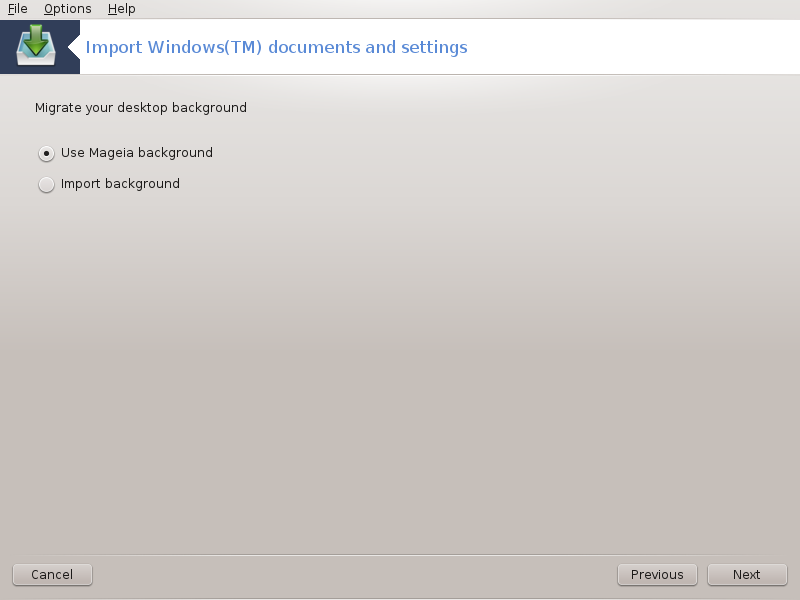 File Options Help
Import Windows(TM) documents and settings
Migrate your desktop background
Use Mageia background
Import background
Cancel Previous Next